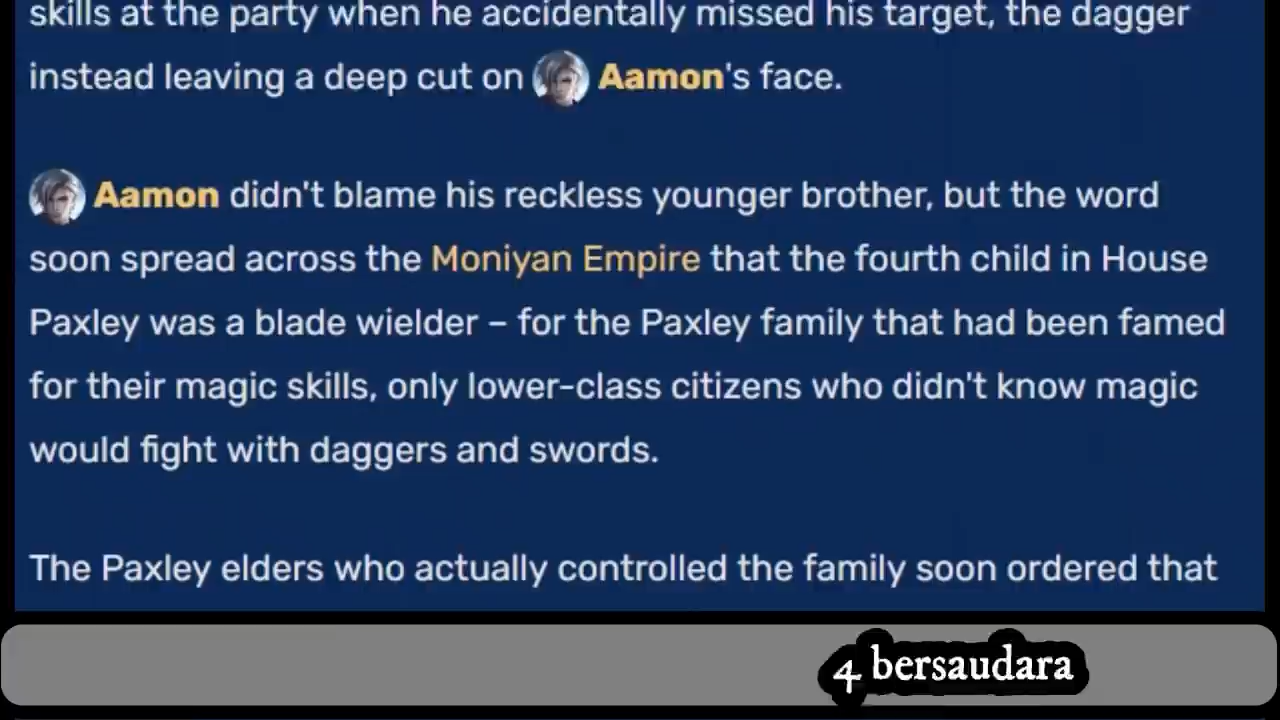 skills at the party when he accidentally missed his target, the dagger
instead leaving a deep cut on Aamon's face.
Aamon didn't blame his reckless younger brother, but the word
soon spread across the Moniyan Empire that the fourth child in House
Paxley was a blade wielder – for the Paxley family that had been famed
for their magic skills, only lower-class citizens who didn't know magic
would fight with daggers and swords.
The Paxley elders who actually controlled the family soon ordered that
4 bersaudara